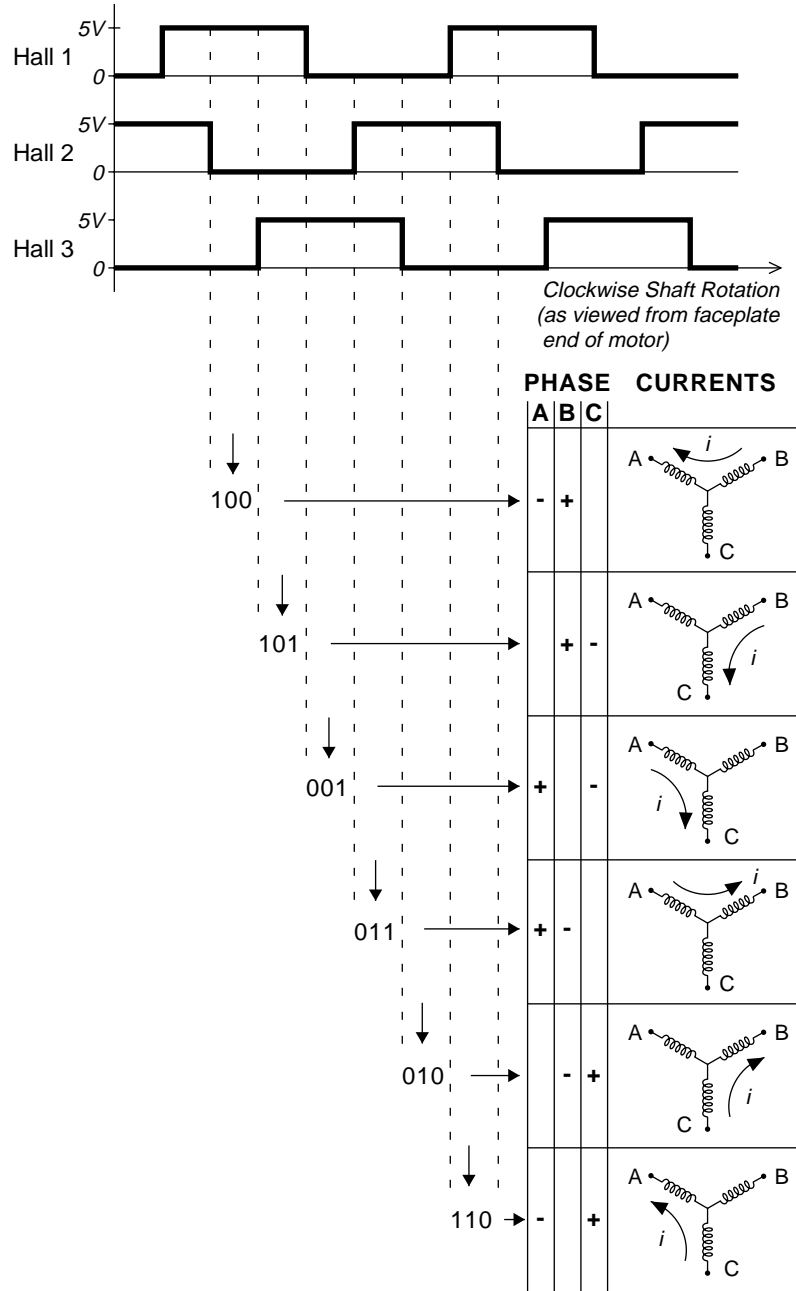 5V
Hall 1
0
5V
Hall 2
0
5V
Hall 3
0
Clockwise Shaft Rotation
(as viewed from faceplate
end of motor)
PHASE CURRENTS
A B C
A i B
100 - +
C
A B
101 + - i
C
A B
001 + - i
C
A i B
011 + -
C
A B
010 - + i
C
A B
110 - + i
C